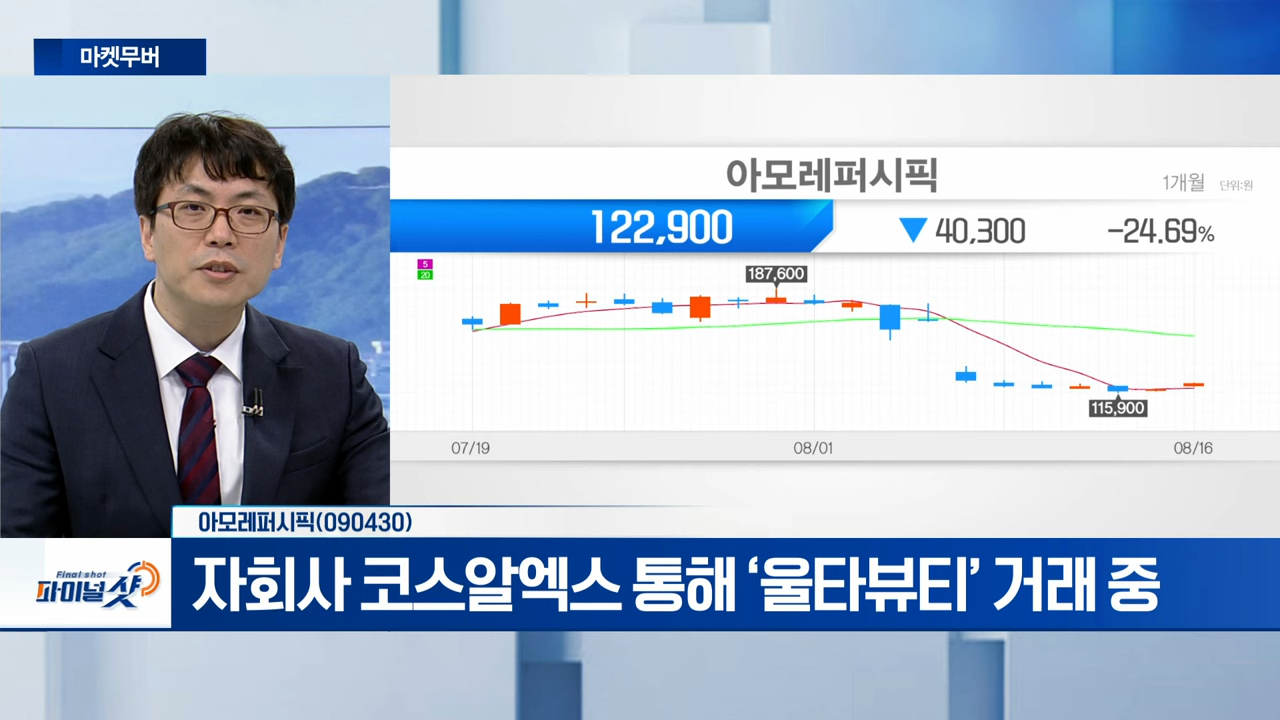 마켓무버
아모레퍼시픽
1개월 단위:원
122,900 ▼ 40,300 -24.69%
5
20
187,600
115,900
07/19 08/01 08/16
아모레퍼시픽(090430)
Final shot
파이널샷
자회사 코스알엑스 통해 ‘울타뷰티’ 거래 중